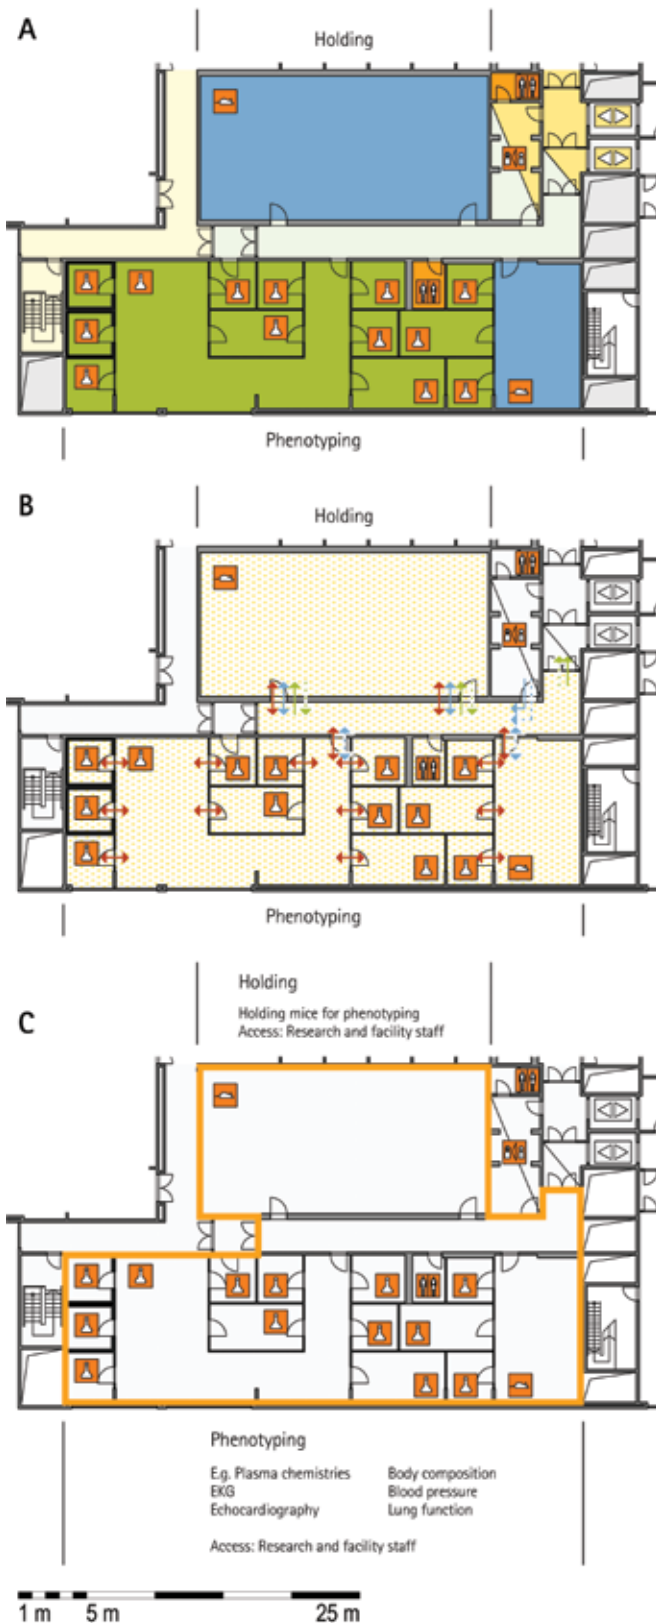 A
Holding
Phenotyping
B
Holding
Phenotyping
C
Holding
Holding mice for phenotyping
Access: Research and facility staff
Phenotyping
E.g. Plasma chemistries Body composition
EKG Blood pressure
Echocardiography Lung function
Access: Research and facility staff
1 m 5 m 25 m